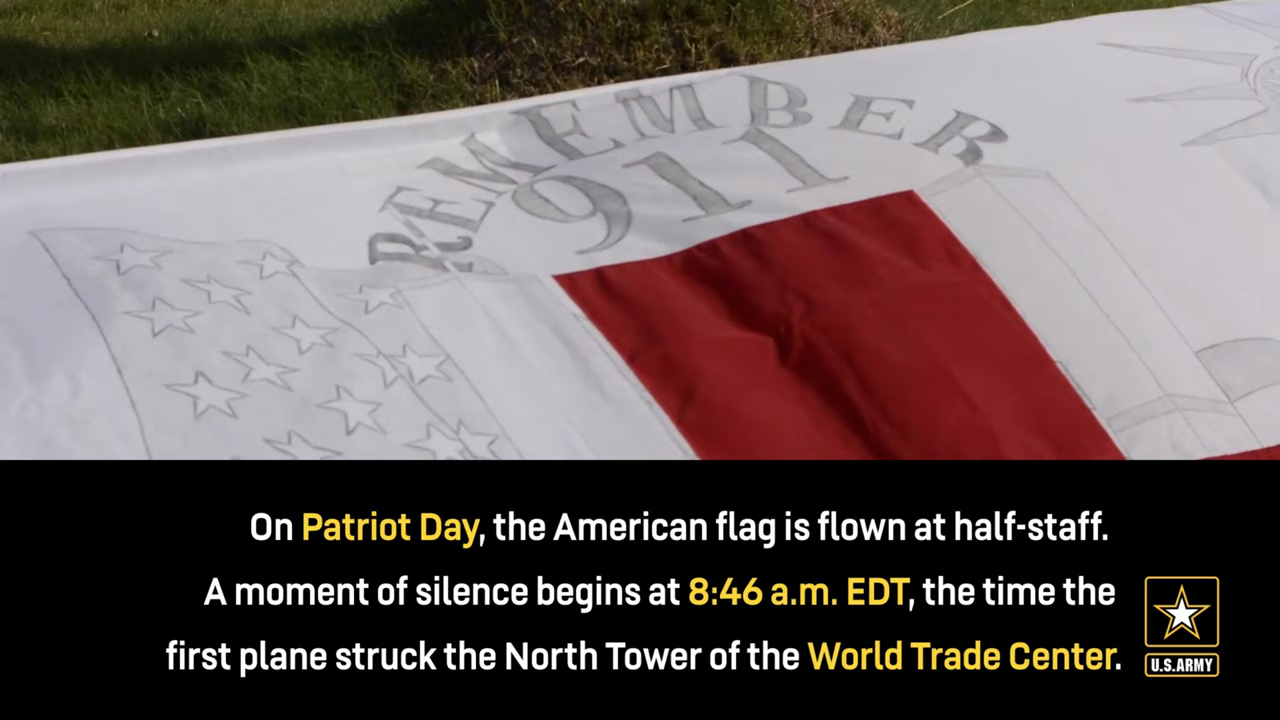 REMEMBER
911
On Patriot Day, the American flag is flown at half-staff.
A moment of silence begins at 8:46 a.m. EDT, the time the
first plane struck the North Tower of the World Trade Center.
U.S.ARMY